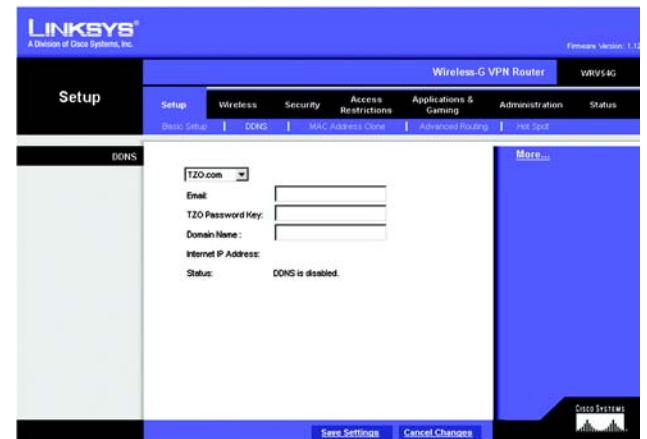 LINKSYS®
A Division of Cisco Systems, Inc.
Firmware Version: 1.12
Wireless-G VPN Router WRV54G
Setup
Setup Wireless Security Access Restrictions Applications & Gaming Administration Status
Basic Setup | DDNS | MAC Address Clone | Advanced Routing | Hot Spot
DDNS
More...
TZO.com
Email:
TZO Password Key:
Domain Name :
Internet IP Address:
Status: DDNS is disabled.
Save Settings Cancel Changes
CISCO SYSTEMS